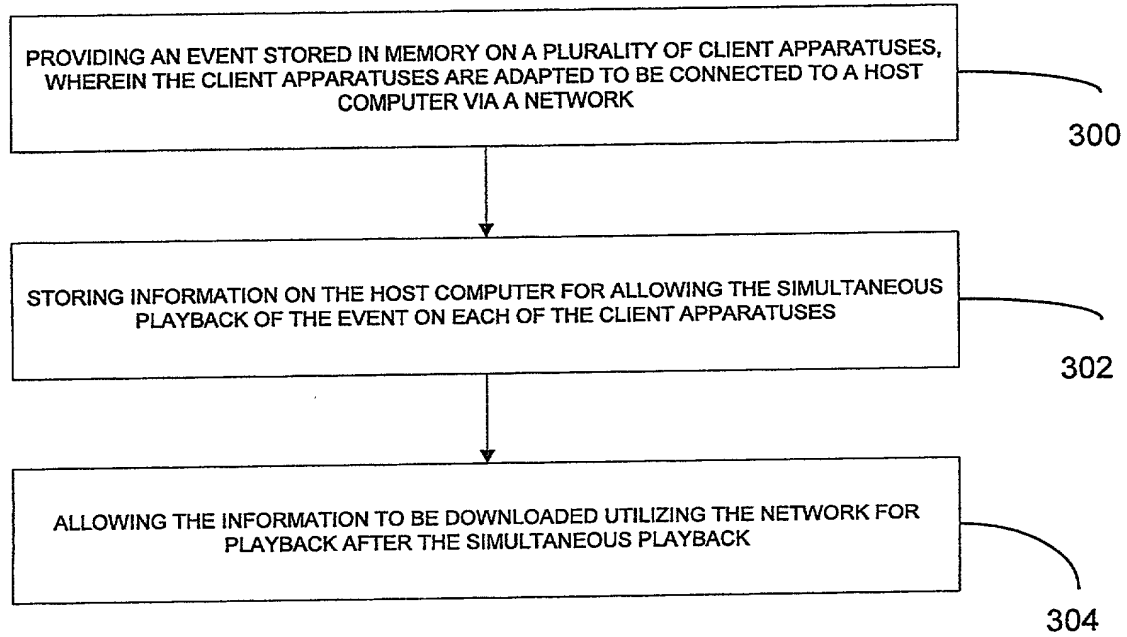 PROVIDING AN EVENT STORED IN MEMORY ON A PLURALITY OF CLIENT APPARATUSES,
WHEREIN THE CLIENT APPARATUSES ARE ADAPTED TO BE CONNECTED TO A HOST
COMPUTER VIA A NETWORK
300
STORING INFORMATION ON THE HOST COMPUTER FOR ALLOWING THE SIMULTANEOUS
PLAYBACK OF THE EVENT ON EACH OF THE CLIENT APPARATUSES
302
ALLOWING THE INFORMATION TO BE DOWNLOADED UTILIZING THE NETWORK FOR
PLAYBACK AFTER THE SIMULTANEOUS PLAYBACK
304